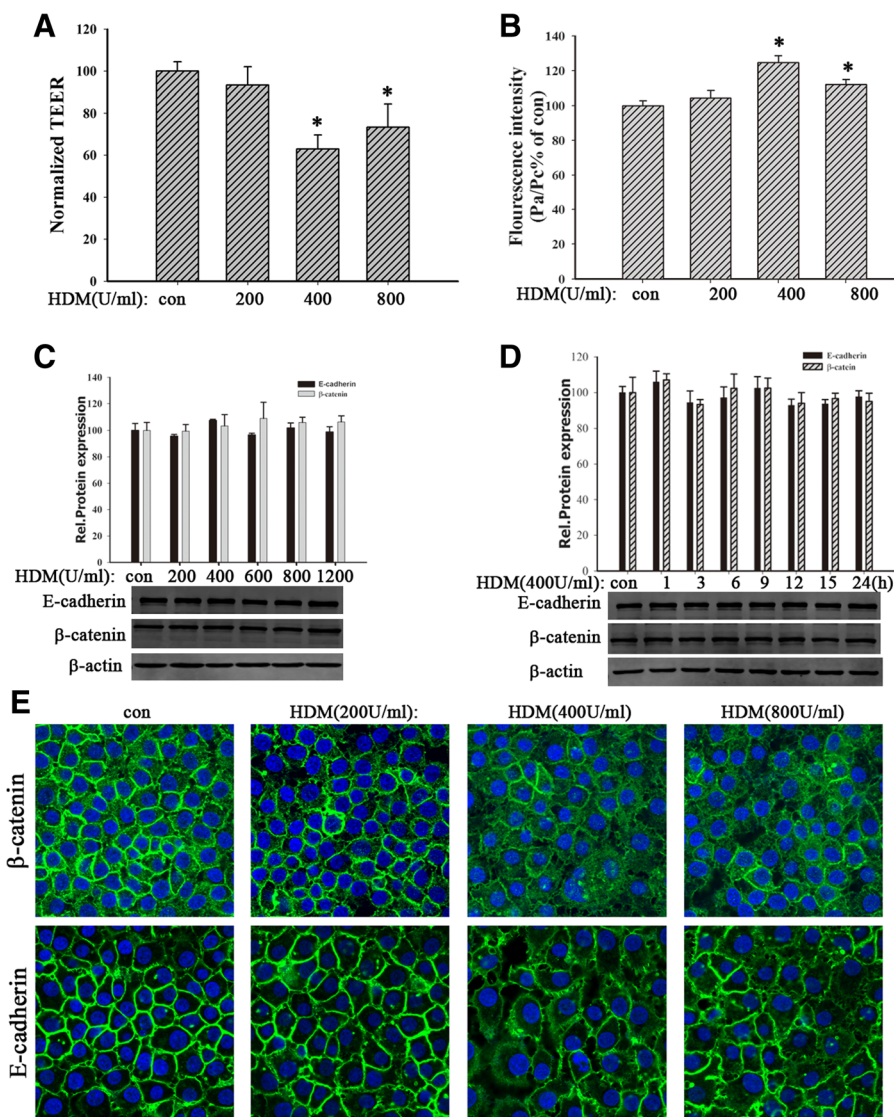 A
Normalized TEER
120
100
80
60
40
20
0
*
*
HDM(U/ml): con 200 400 800
B
Flourescence intensity
(Pa/Pc% of con)
140
120
100
80
60
40
20
0
*
*
HDM(U/ml): con 200 400 800
C
Rel.Protein expression
140
120
100
80
60
40
20
0
E-cadherin
β-catenin
HDM(U/ml): con 200 400 600 800 1200
E-cadherin
β-catenin
β-actin
D
Rel.Protein expression
120
100
80
60
40
20
0
E-cadherin
β-catein
HDM(400U/ml): con 1 3 6 9 12 15 24(h)
E-cadherin
β-catenin
β-actin
E
con HDM(200U/ml): HDM(400U/ml) HDM(800U/ml)
β-catenin
E-cadherin